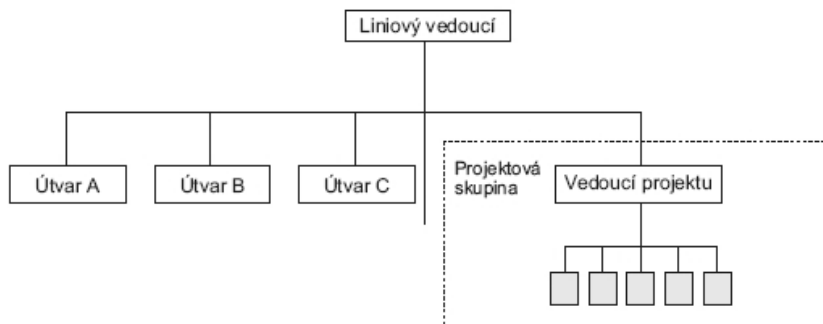 Liniový vedoucí
Útvar A
Útvar B
Útvar C
Projektová
skupina
Vedoucí projektu